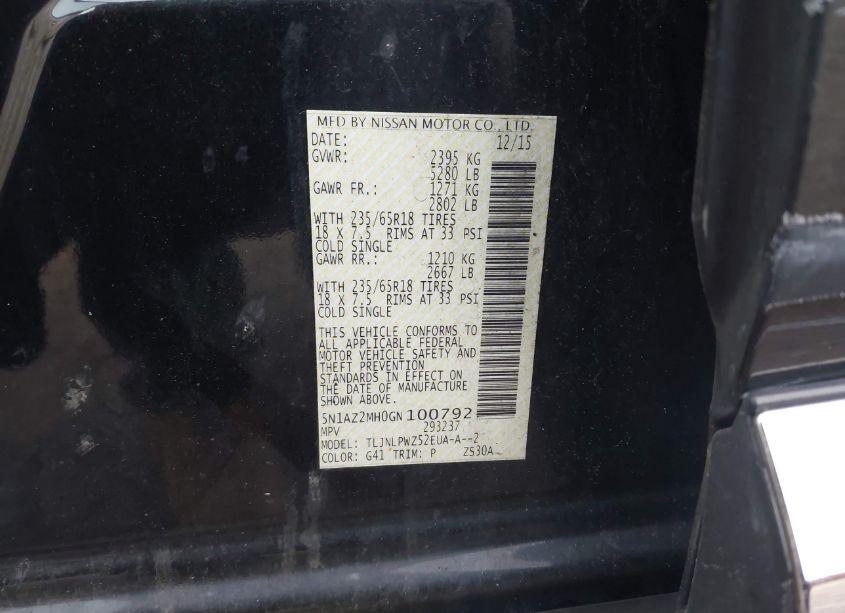 MFD BY NISSAN MOTOR CO., LTD.
DATE: 12/15
GVWR: 2395 KG
5280 LB
GAWR FR.: 1271 KG
2802 LB
WITH 235/65R18 TIRES
18 X 7.5 RIMS AT 33 PSI
COLD SINGLE
GAWR RR.: 1210 KG
2667 LB
WITH 235/65R18 TIRES
18 X 7.5 RIMS AT 33 PSI
COLD SINGLE
THIS VEHICLE CONFORMS TO
ALL APPLICABLE FEDERAL
MOTOR VEHICLE SAFETY AND
THEFT PREVENTION
STANDARDS IN EFFECT ON
THE DATE OF MANUFACTURE
SHOWN ABOVE.
5N1AZ2MH0GN100792
MPV 293237
MODEL: TLJNLPWZ52EUA-A--2
COLOR: G41 TRIM: P ZS30A